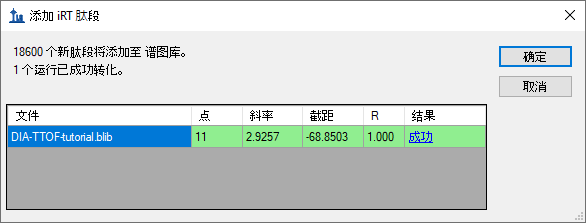 添加 iRT 肽段
18600 个新肽段将添加至 谱图库。
1 个运行已成功转化。
确定
取消
文件 点 斜率 截距 R 结果
DIA-TTOF-tutorial.blib 11 2.9257 -68.8503 1.000 成功